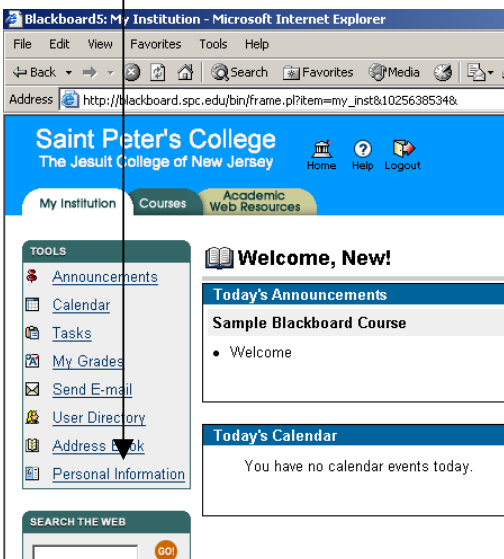 Blackboard5: My Institution - Microsoft Internet Explorer
File Edit View Favorites Tools Help
Back Search Favorites Media
Address http://blackboard.spc.edu/bin/frame.pl?item=my_inst&10256385348&
Saint Peter's College
The Jesuit College of New Jersey
Home Help Logout
My Institution Courses Academic Web Resources
TOOLS
Announcements
Calendar
Tasks
My Grades
Send E-mail
User Directory
Address Book
Personal Information
SEARCH THE WEB
GO!
Welcome, New!
Today's Announcements
Sample Blackboard Course
• Welcome
Today's Calendar
You have no calendar events today.